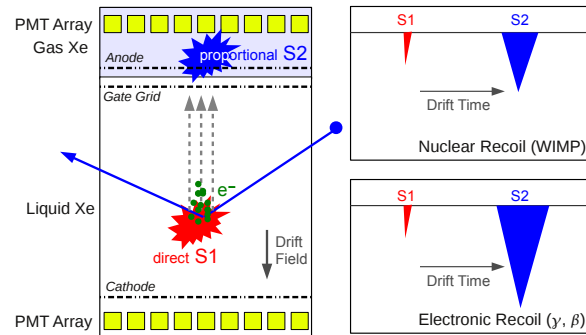 PMT Array
Gas Xe
Anode
proportional S2
Gate Grid
e⁻
Liquid Xe
direct S1
Drift
Field
Cathode
PMT Array
S1
S2
Drift Time
Nuclear Recoil (WIMP)
S1
S2
Drift Time
Electronic Recoil (γ, β)